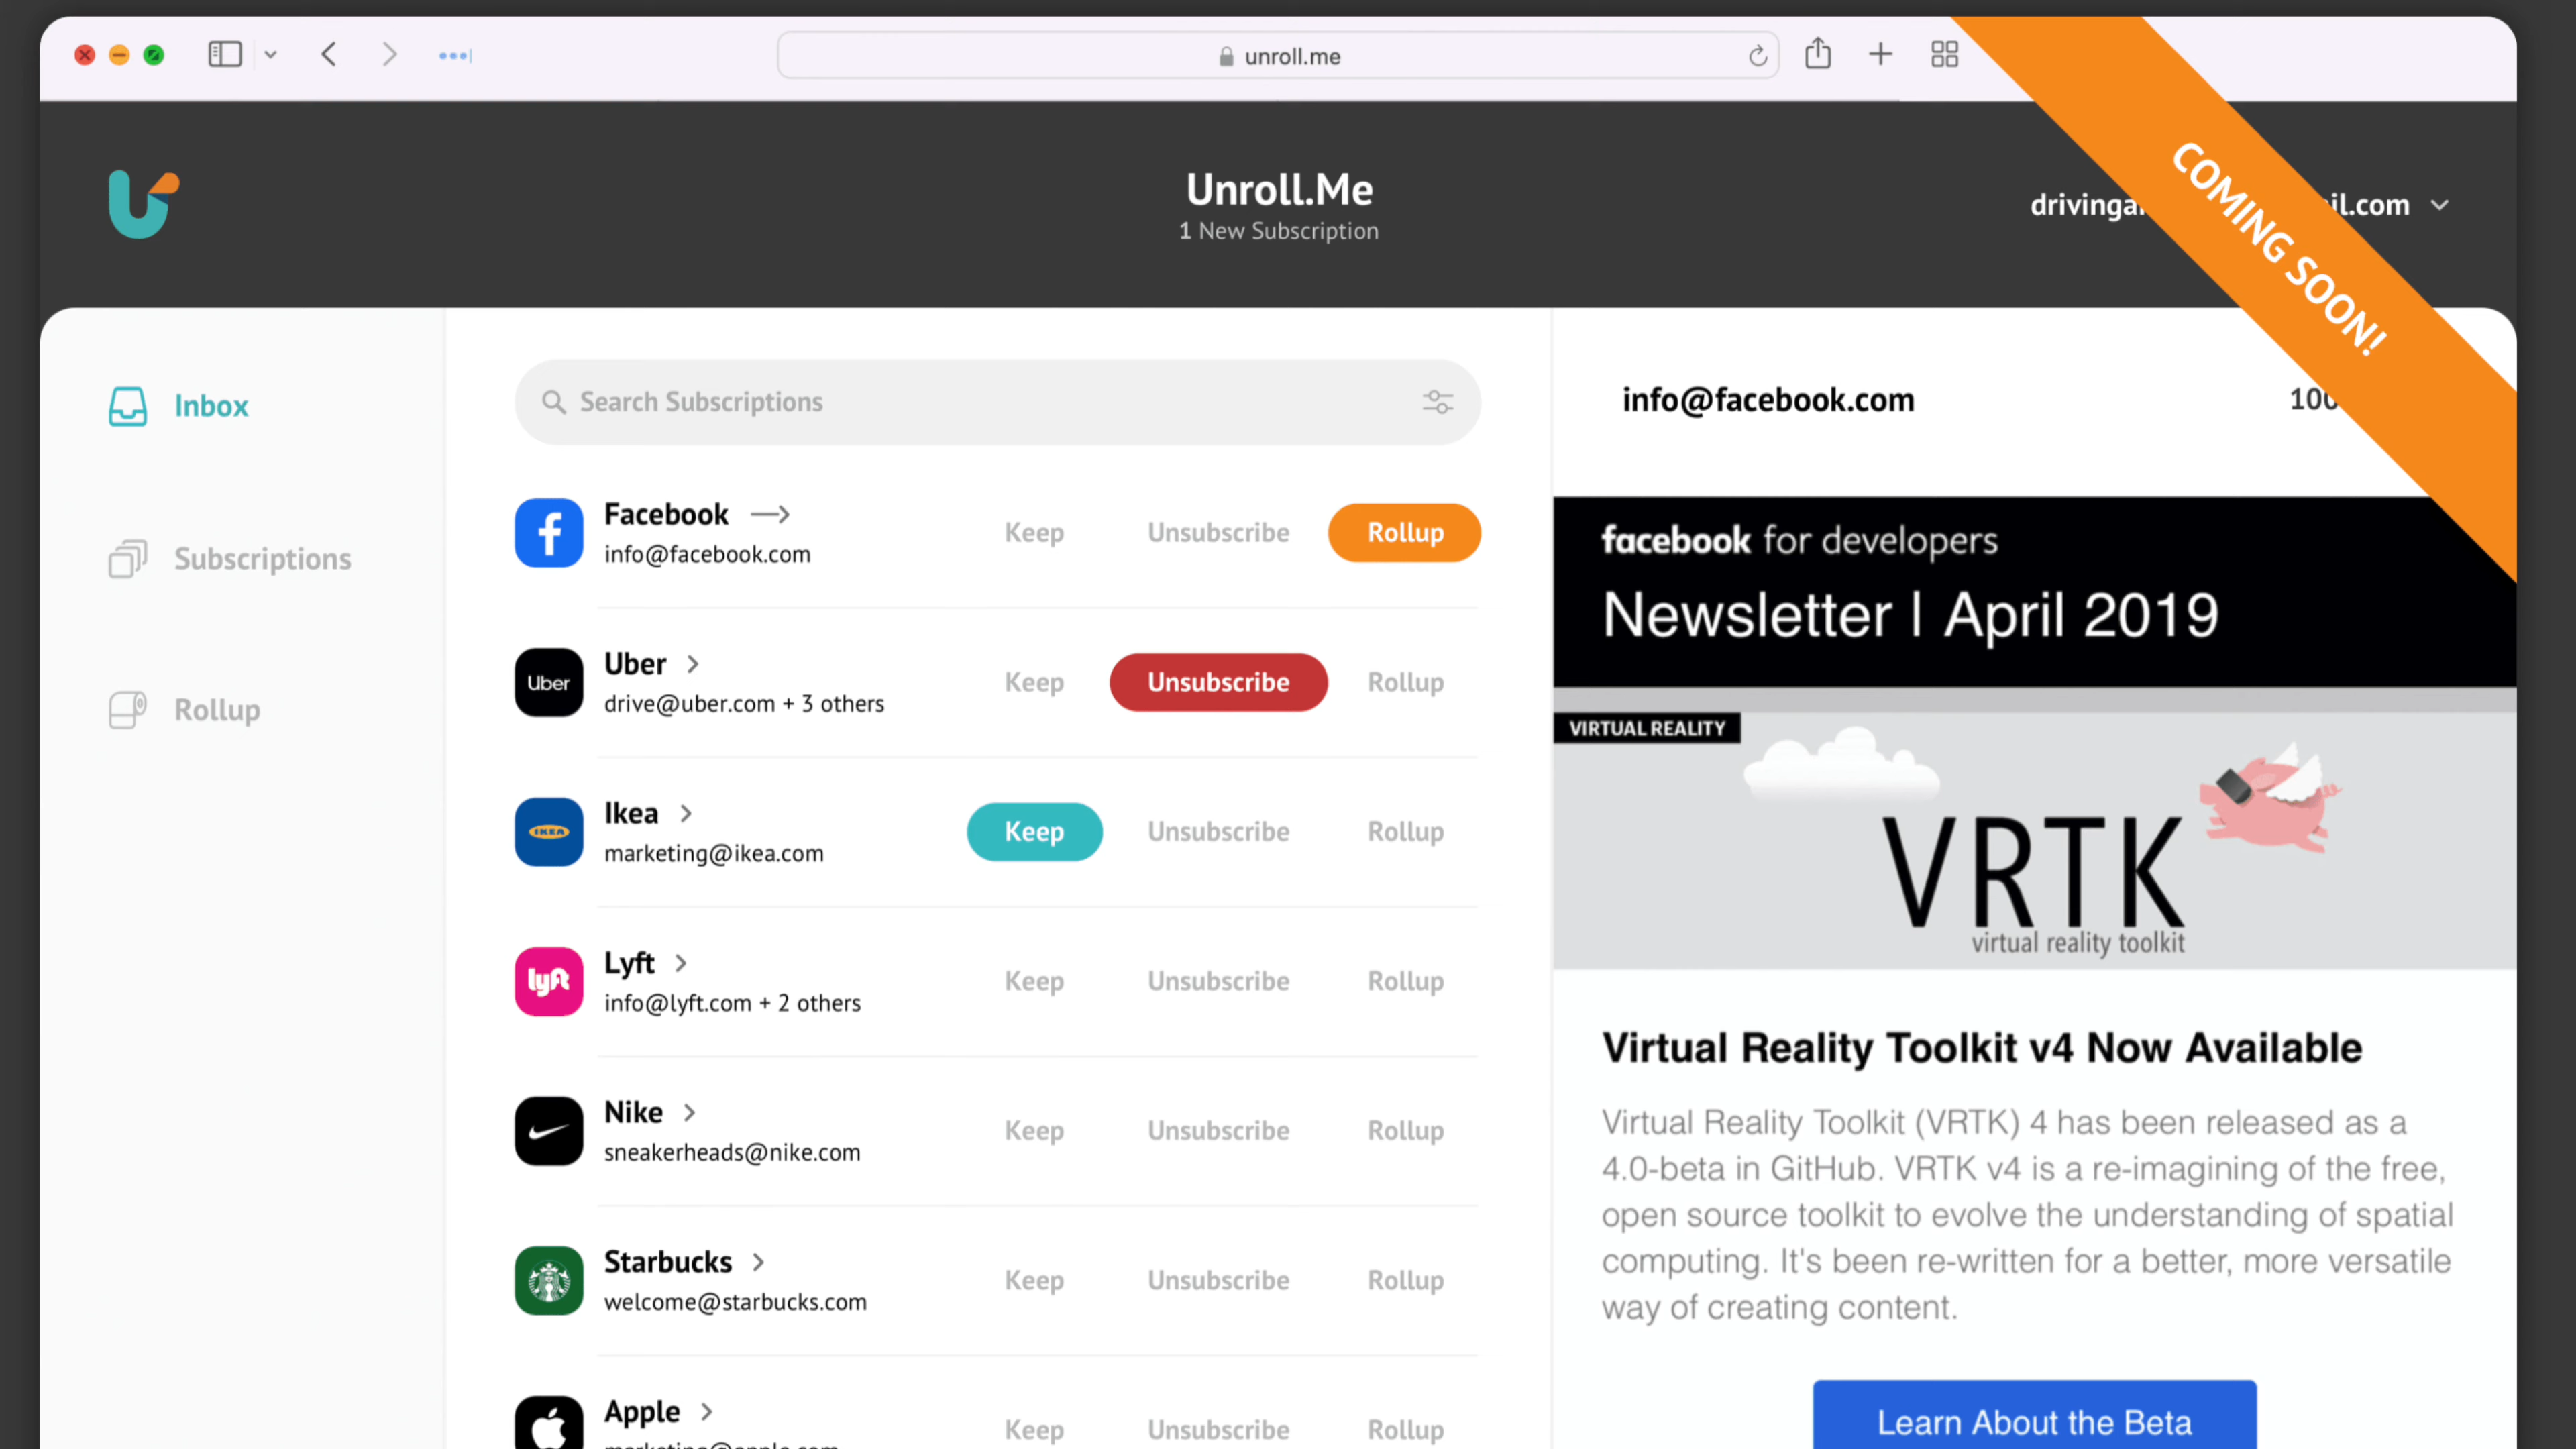 unroll.me
Unroll.Me
1 New Subscription
COMING SOON!
Inbox
Subscriptions
Rollup
Search Subscriptions
Facebook
info@facebook.com
Keep Unsubscribe Rollup
Uber
Uber
drive@uber.com + 3 others
Keep Unsubscribe Rollup
IKEA
Ikea
marketing@ikea.com
Keep Unsubscribe Rollup
lyft
Lyft
info@lyft.com + 2 others
Keep Unsubscribe Rollup
Nike
sneakerheads@nike.com
Keep Unsubscribe Rollup
Starbucks
welcome@starbucks.com
Keep Unsubscribe Rollup
Apple
Keep Unsubscribe Rollup
info@facebook.com
facebook for developers
Newsletter | April 2019
VIRTUAL REALITY
VRTK
virtual reality toolkit
Virtual Reality Toolkit v4 Now Available
Virtual Reality Toolkit (VRTK) 4 has been released as a
4.0-beta in GitHub. VRTK v4 is a re-imagining of the free,
open source toolkit to evolve the understanding of spatial
computing. It's been re-written for a better, more versatile
way of creating content.
Learn About the Beta